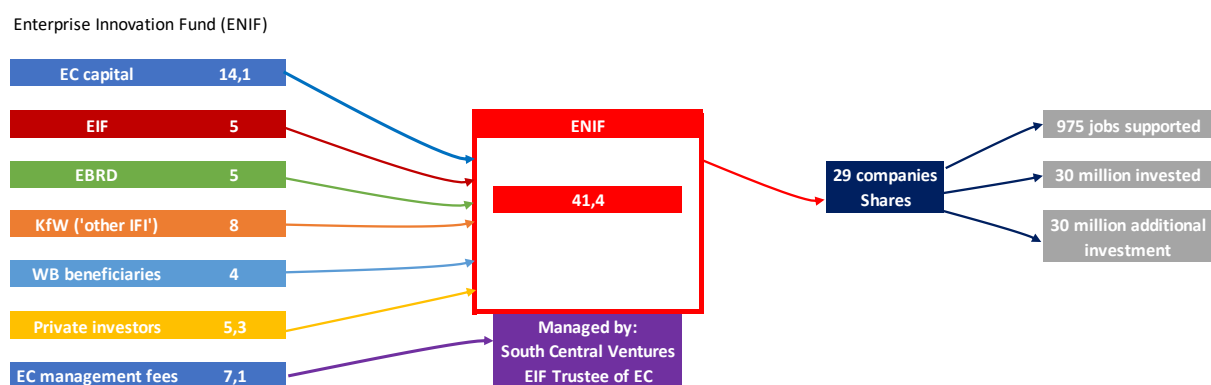 Enterprise Innovation Fund (ENIF)
EC capital 14,1
EIF 5
EBRD 5
KfW ('other IFI') 8
WB beneficiaries 4
Private investors 5,3
EC management fees 7,1
ENIF
41,4
Managed by:
South Central Ventures
EIF Trustee of EC
29 companies
Shares
975 jobs supported
30 million invested
30 million additional
investment